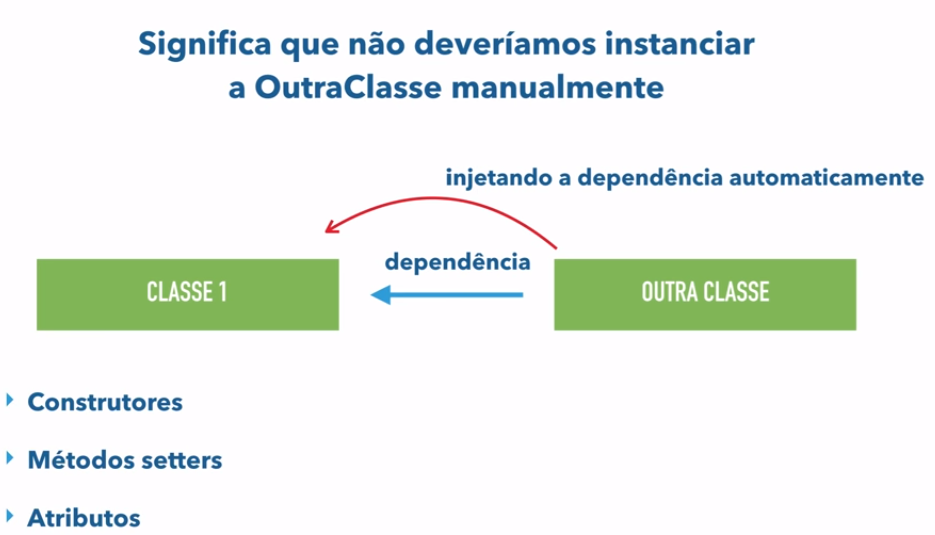 Significa que não deveríamos instanciar
a OutraClasse manualmente
injetando a dependência automaticamente
dependência
CLASSE 1
OUTRA CLASSE
Construtores
Métodos setters
Atributos